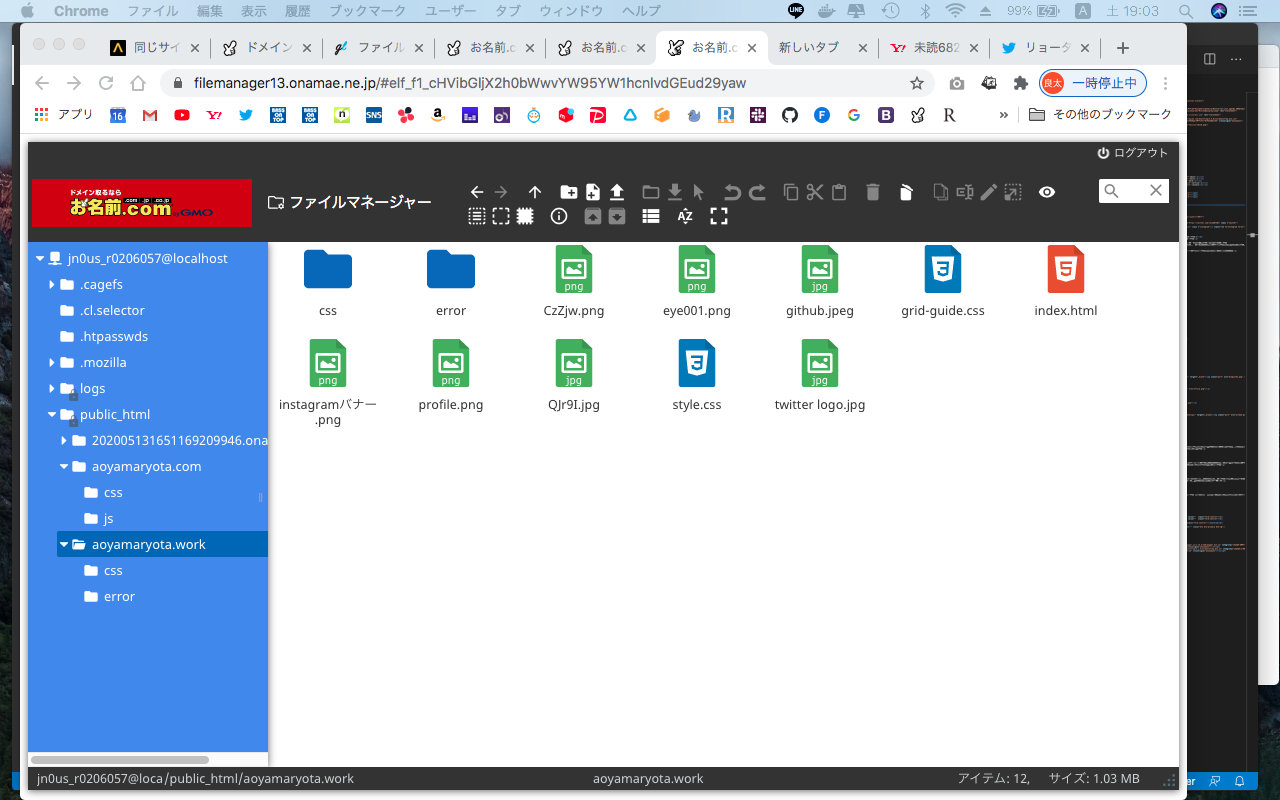 Chrome ファイル 編集 表示 履歴 ブックマーク ユーザー タブ ウィンドウ ヘルプ LINE 99% A 土 19:03
同じサイ ドメイン ファイル お名前.c お名前.c お名前.c 新しいタブ 未読682 リョータ
filemanager13.onamae.ne.jp/#elf_f1_cHVibGljX2h0bWwvYW95YW1hcnlvdGEud29yaw 良太 一時停止中
アプリ 16 その他のブックマーク
ログアウト
ドメイン取るなら
お名前.com
by GMO
ファイルマネージャー
jn0us_r0206057@localhost
.cagefs
.cl.selector
.htpasswds
.mozilla
logs
public_html
202005131651169209946.ona
aoyamaryota.com
css
js
aoyamaryota.work
css
error
css
error
png
CzZjw.png
png
eye001.png
jpg
github.jpeg
grid-guide.css
index.html
png
instagramバナー
.png
png
profile.png
jpg
QJr9I.jpg
style.css
jpg
twitter logo.jpg
jn0us_r0206057@loca/public_html/aoyamaryota.work aoyamaryota.work アイテム: 12, サイズ: 1.03 MB